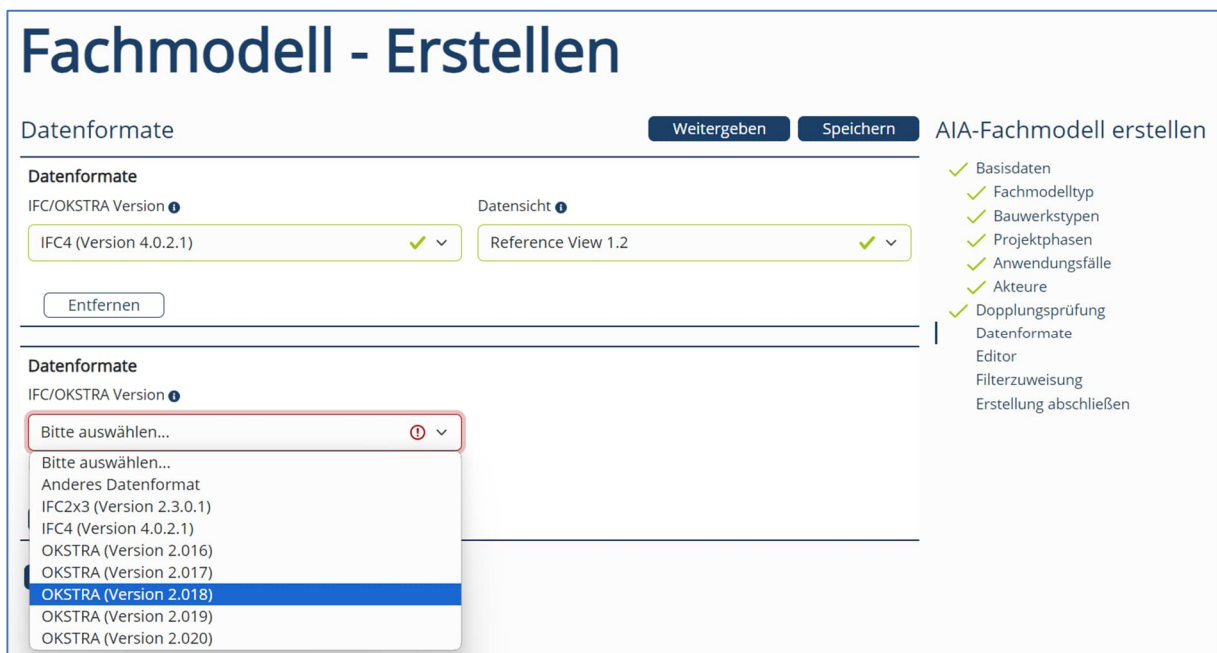 Fachmodell - Erstellen
Datenformate
Weitergeben
Speichern
Datenformate
IFC/OKSTRA Version
Datensicht
IFC4 (Version 4.0.2.1)
Reference View 1.2
Entfernen
Datenformate
IFC/OKSTRA Version
Bitte auswählen...
Bitte auswählen...
Anderes Datenformat
IFC2x3 (Version 2.3.0.1)
IFC4 (Version 4.0.2.1)
OKSTRA (Version 2.016)
OKSTRA (Version 2.017)
OKSTRA (Version 2.018)
OKSTRA (Version 2.019)
OKSTRA (Version 2.020)
AIA-Fachmodell erstellen
Basisdaten
Fachmodelltyp
Bauwerkstypen
Projektphasen
Anwendungsfälle
Akteure
Dopplungsprüfung
Datenformate
Editor
Filterzuweisung
Erstellung abschließen